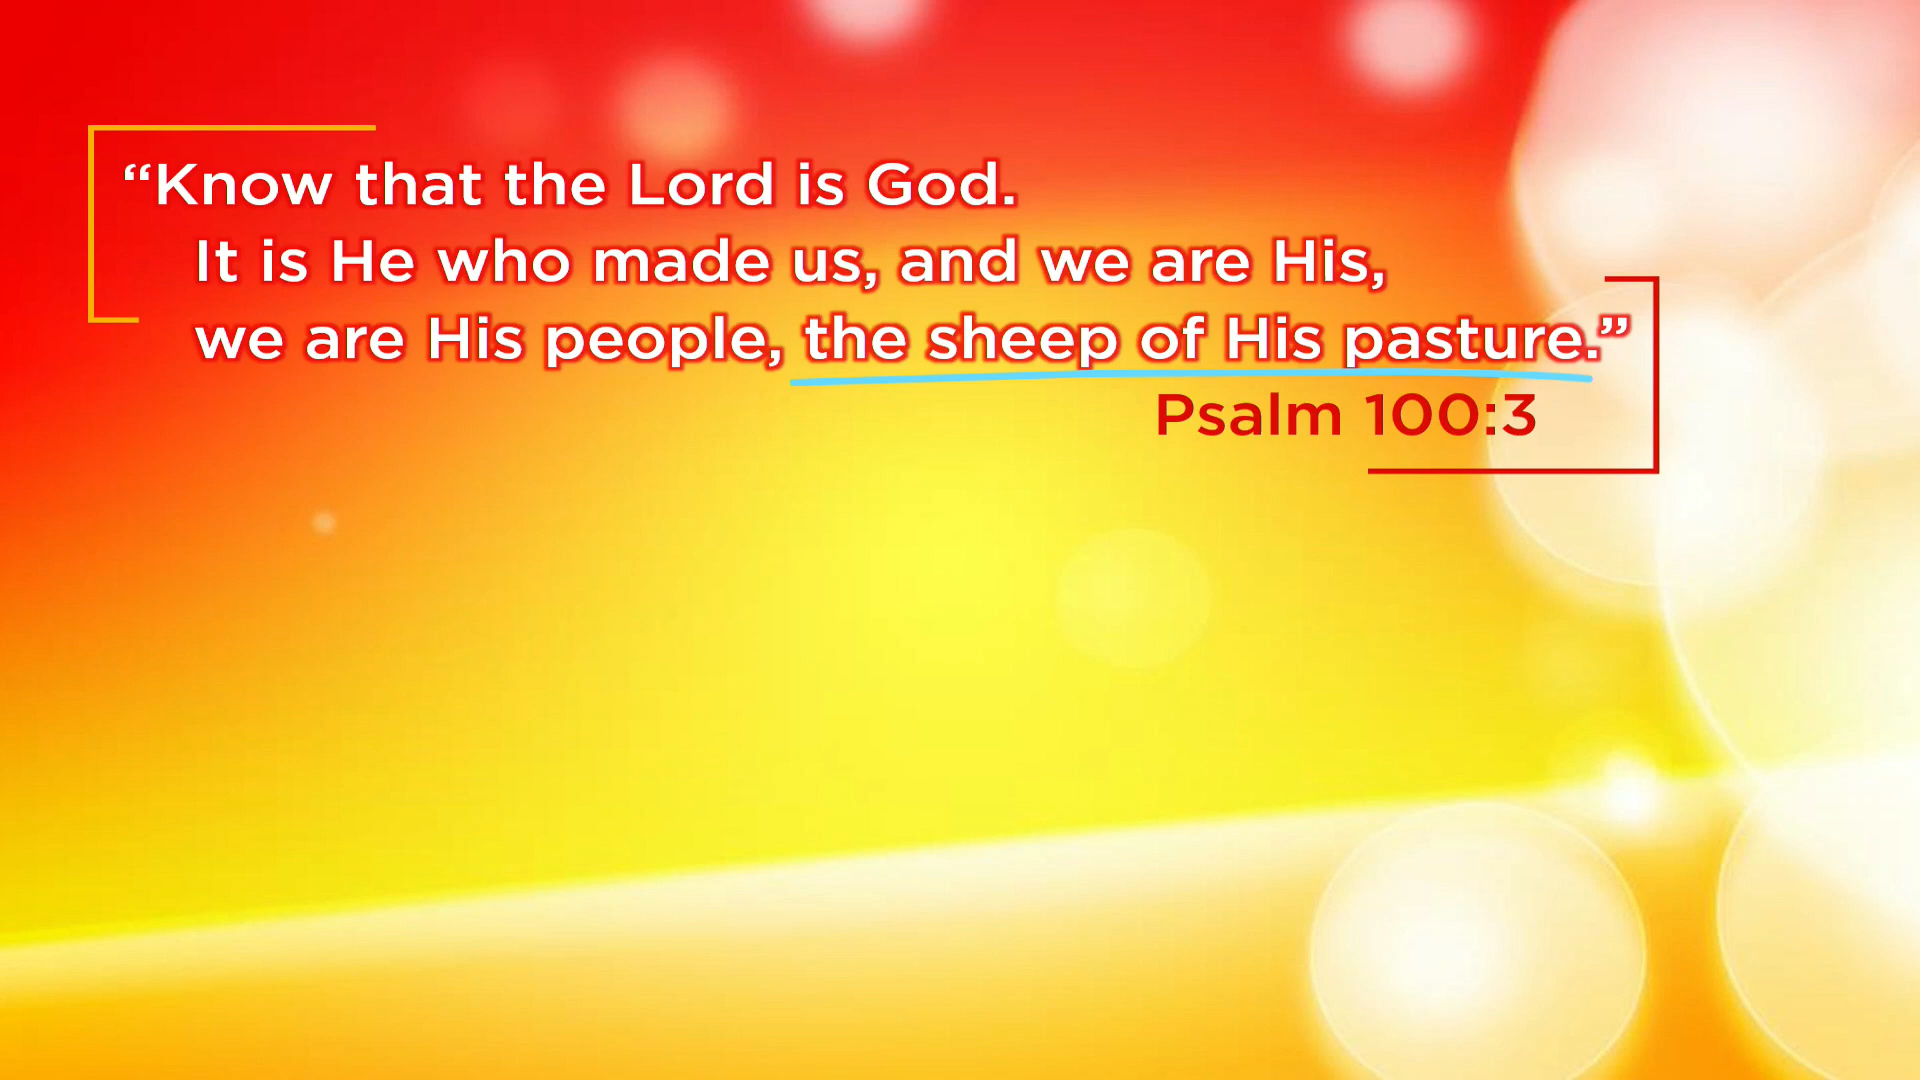 “Know that the Lord is God.
It is He who made us, and we are His,
we are His people, the sheep of His pasture.”
Psalm 100:3